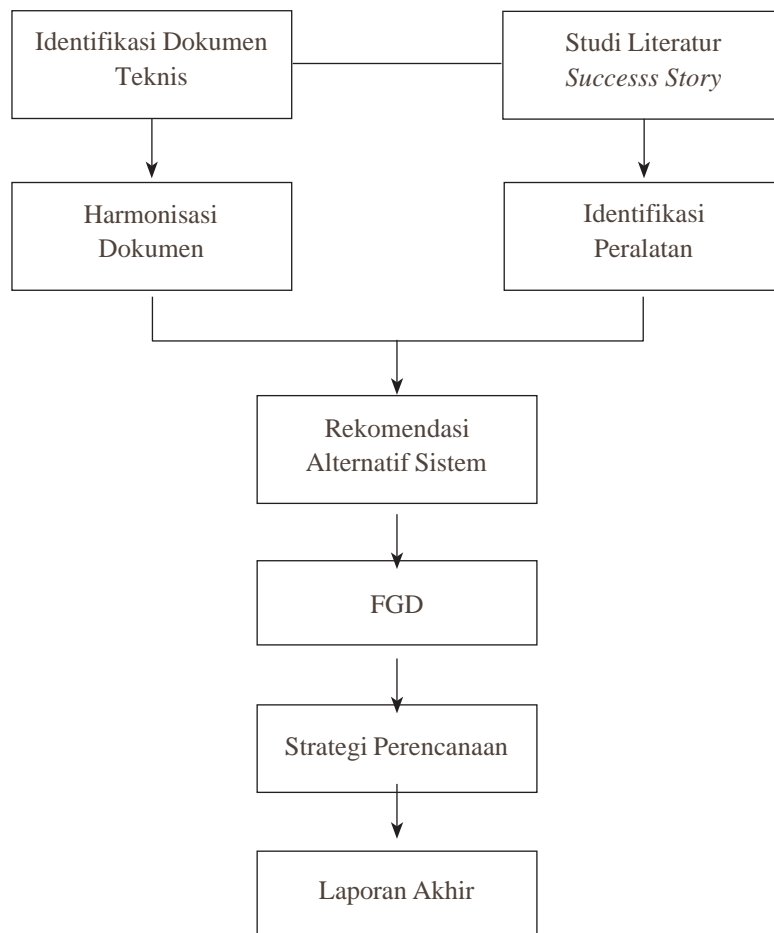 Identifikasi Dokumen
Teknis
Studi Literatur
Successs Story
Harmonisasi
Dokumen
Identifikasi
Peralatan
Rekomendasi
Alternatif Sistem
FGD
Strategi Perencanaan
Laporan Akhir